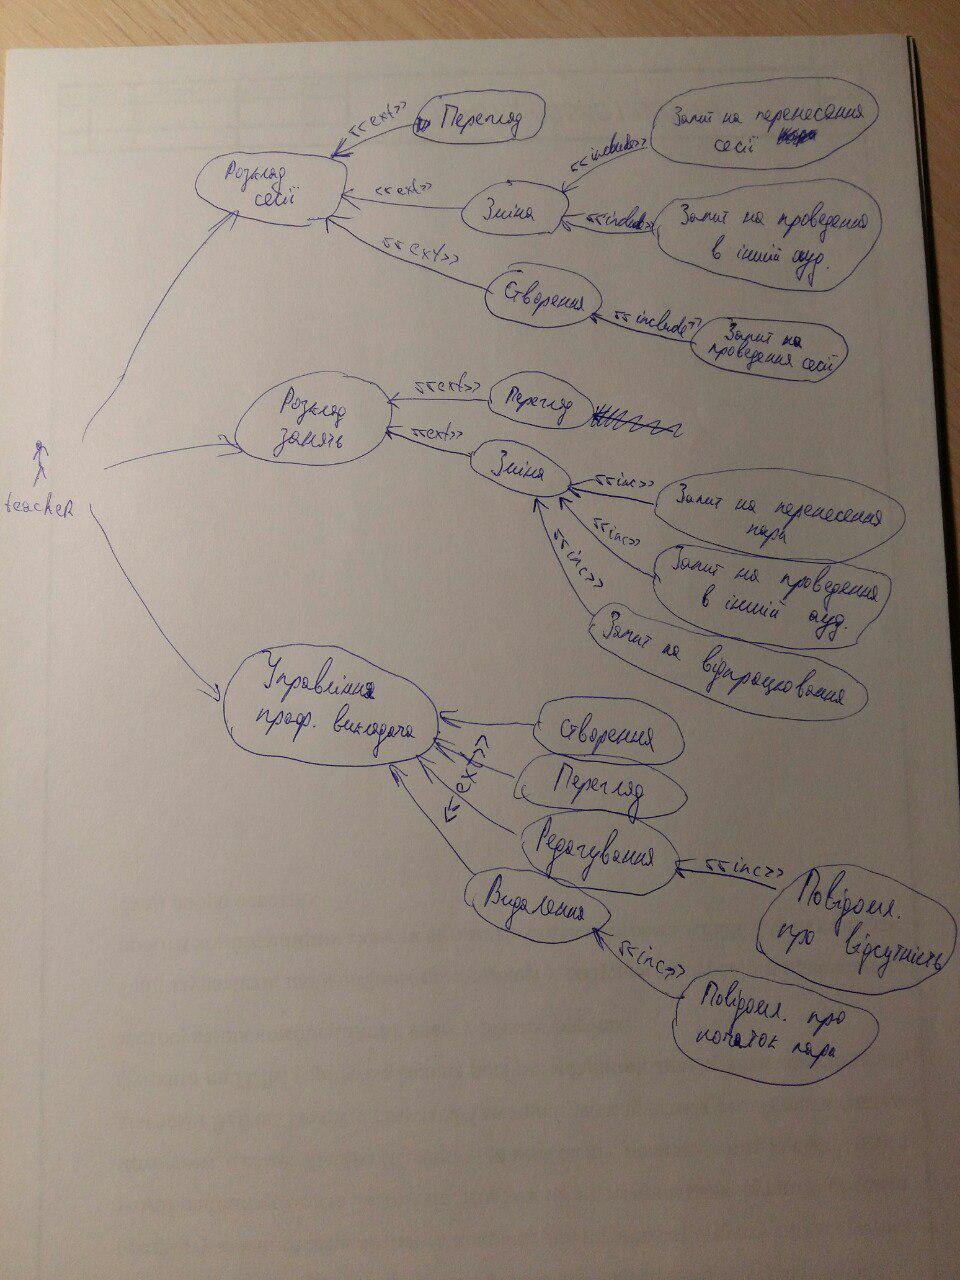 <<ext>>
Перегляд
Запит на перенесення
сесії
<<include>>
Розклад
сесії
<<ext>>
Зміна
<<include>>
Запит на проведення
в іншій ауд.
<<ext>>
Створення
<<include>>
Запит на
проведення сесії
Розклад
занять
<<ext>>
Перегляд
<<ext>>
Зміна
<<inc>>
Запит на перенесення
пари
teacher
<<inc>>
Запит на проведення
в іншій ауд.
<<inc>>
Запит на відпрацювання
Управління
проф. викладача
<<ext>>
Створення
Перегляд
Редагування
<<inc>>
Повідомл.
про
відсутність
Видалення
<<inc>>
Повідомл. про
початок пари